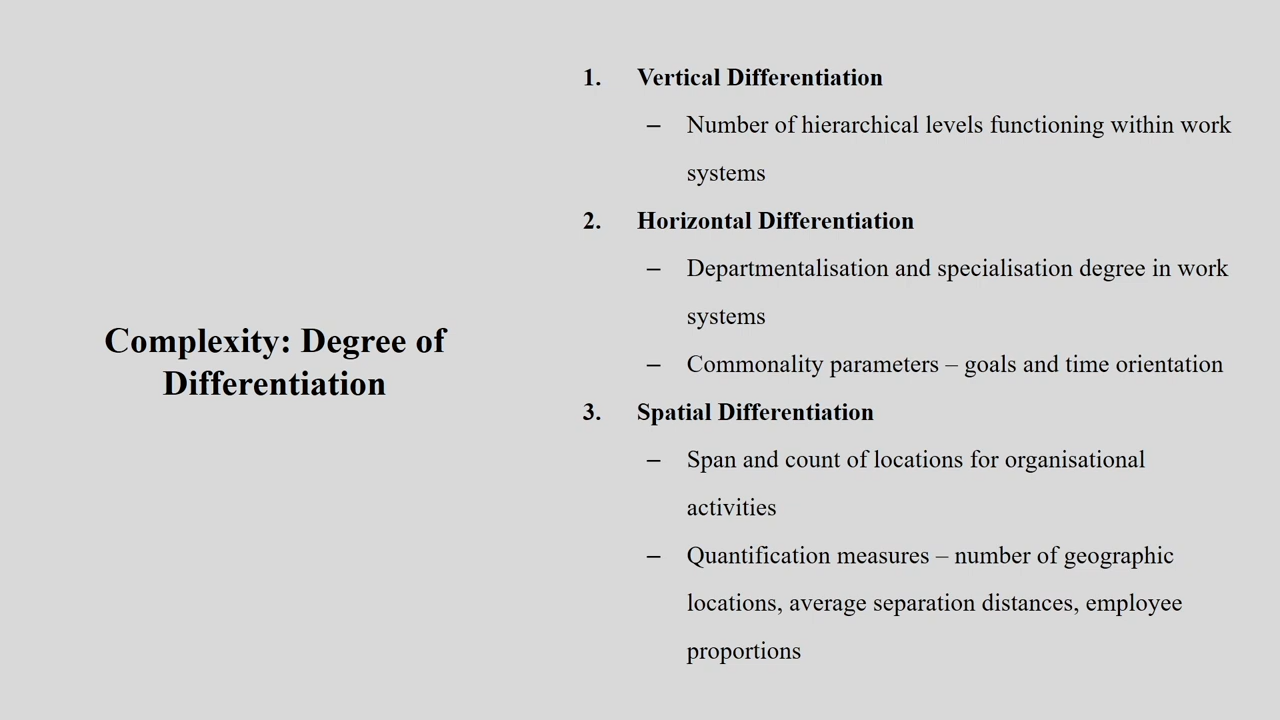 Complexity: Degree of
Differentiation
1. Vertical Differentiation
– Number of hierarchical levels functioning within work
systems
2. Horizontal Differentiation
– Departmentalisation and specialisation degree in work
systems
– Commonality parameters – goals and time orientation
3. Spatial Differentiation
– Span and count of locations for organisational
activities
– Quantification measures – number of geographic
locations, average separation distances, employee
proportions